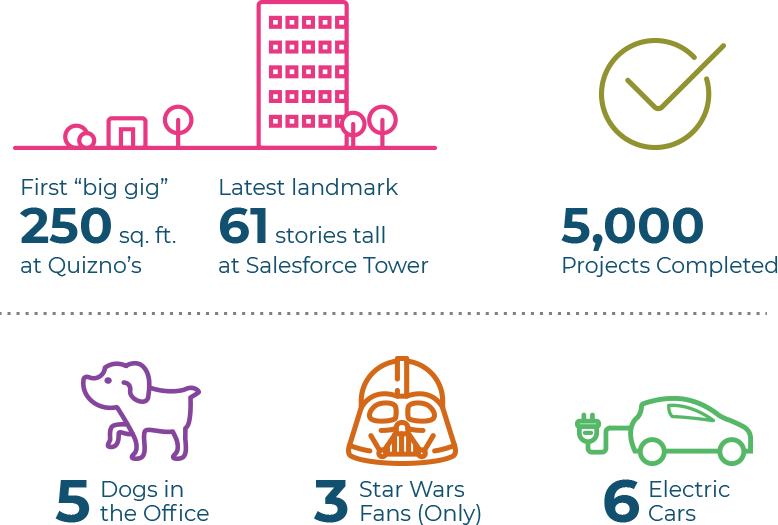 First “big gig”
250 sq. ft.
at Quizno’s
Latest landmark
61 stories tall
at Salesforce Tower
5,000
Projects Completed
5 Dogs in
the Office
3 Star Wars
Fans (Only)
6 Electric
Cars